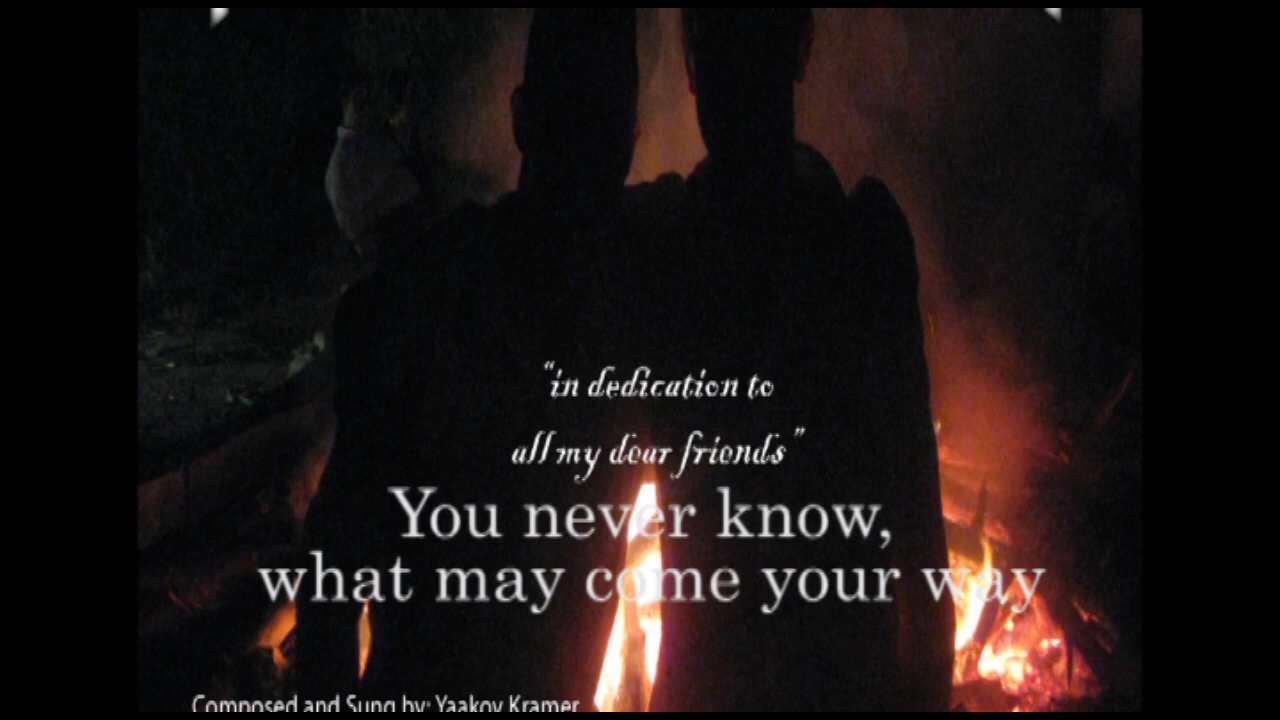 "in dedication to
all my dear friends"
You never know,
what may come your way
Composed and Sung by: Yaakov Kramer